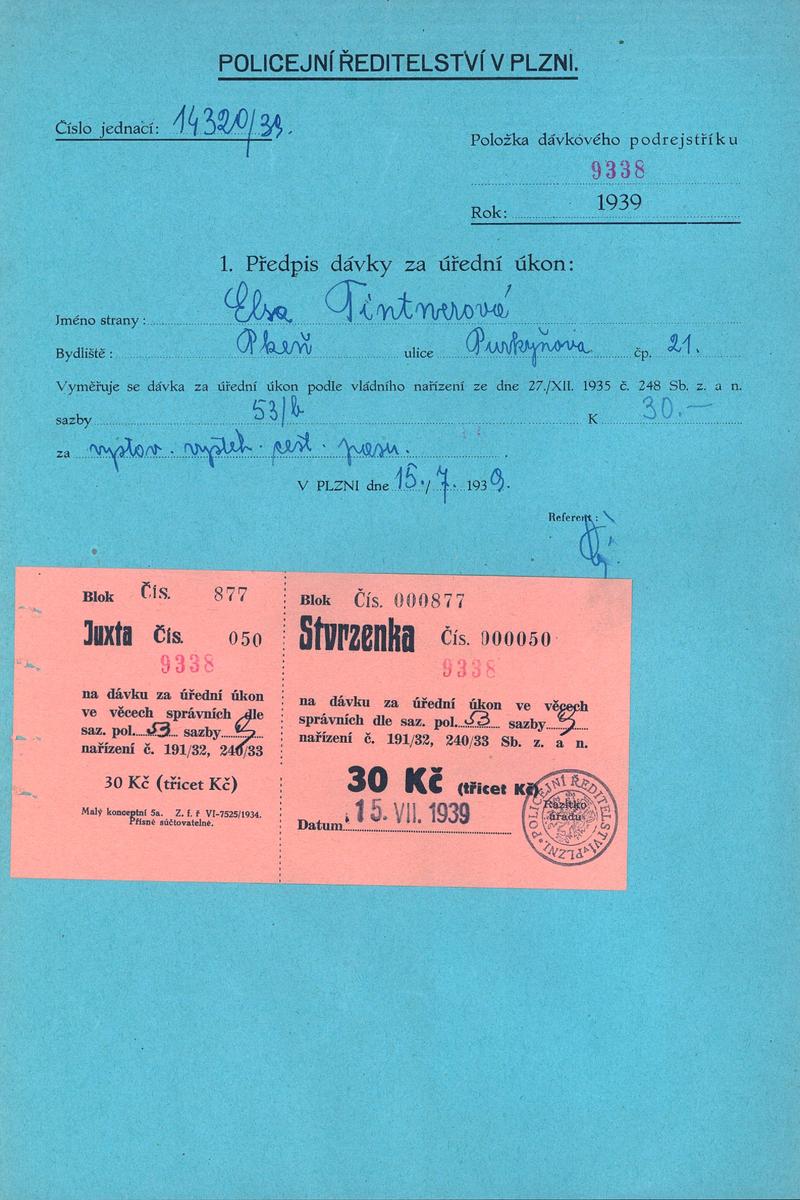 POLICEJNÍ ŘEDITELSTVÍ V PLZNI.
Číslo jednací: 14320/39.
Položka dávkového podrejstříku
9338
Rok: 1939
1. Předpis dávky za úřední úkon:
Jméno strany: Elsa Tintnerová
Bydliště: Plzeň ulice Purkyňova čp. 21.
Vyměřuje se dávka za úřední úkon podle vládního nařízení ze dne 27./XII. 1935 č. 248 Sb. z. a n.
sazby 53/b K 30.—
za vystav. vystěh. cest. pasu.
V PLZNI dne 15./7. 1939.
Referent:
Blok Čís. 877
Juxta Čís. 050
9338
na dávku za úřední úkon
ve věcech správních dle
saz. pol. 53 sazby
nařízení č. 191/32, 240/33
30 Kč (třicet Kč)
Malý konceptní 5a. Z. f. ř VI-7525/1934.
Přísně súčtovatelné.
Blok Čís. 000877
Stvrzenka Čís. 000050
9338
na dávku za úřední úkon ve věcech
správních dle saz. pol. 53 sazby
nařízení č. 191/32, 240/33 Sb. z. a n.
30 Kč (třicet Kč)
Datum 15. VII. 1939
Razítko
úřadu
POLICEJNÍ ŘEDITELSTVÍ V PLZNI